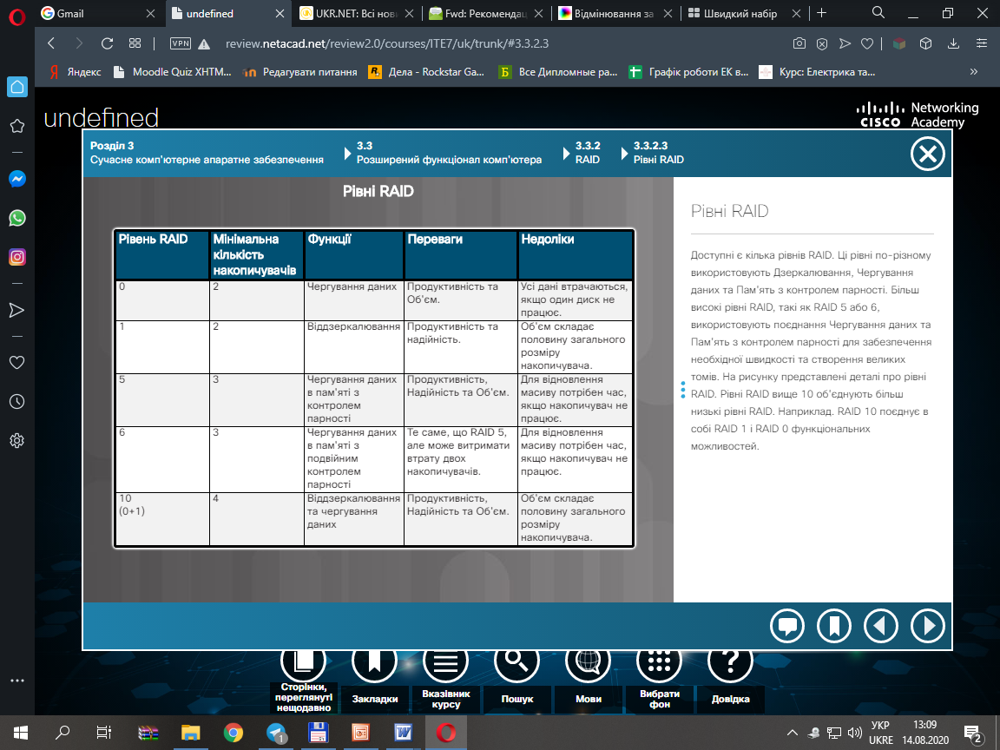 Gmail
undefined
UKR.NET: Всі нов
Fwd: Рекомендац
Відмінювання за
Швидкий набір
VPN
review.netacad.net/review2.0/courses/ITE7/uk/trunk/#3.3.2.3
Яндекс
Moodle Quiz XHTM...
Редагувати питання
Дела - Rockstar Ga...
Все Дипломные ра...
Графік роботи ЕК в...
Курс: Електрика та...
undefined
CISCO
Networking
Academy
Розділ 3
Сучасне комп'ютерне апаратне забезпечення
3.3
Розширений функціонал комп'ютера
3.3.2
RAID
3.3.2.3
Рівні RAID
Рівні RAID
Рівень RAID
Мінімальна
кількість
накопичувачів
Функції
Переваги
Недоліки
0
2
Чергування даних
Продуктивність та
Об'єм.
Усі дані втрачаються,
якщо один диск не
працює.
1
2
Віддзеркалювання
Продуктивність та
надійність.
Об'єм складає
половину загального
розміру
накопичувача.
5
3
Чергування даних
в пам'яті з
контролем
парності
Продуктивність,
Надійність та Об'єм.
Для відновлення
масиву потрібен час,
якщо накопичувач не
працює.
6
3
Чергування даних
в пам'яті з
подвійним
контролем
парності
Те саме, що RAID 5,
але може витримати
втрату двох
накопичувачів.
Для відновлення
масиву потрібен час,
якщо накопичувач не
працює.
10
(0+1)
4
Віддзеркалювання
та чергування
даних
Продуктивність,
Надійність та Об'єм.
Об'єм складає
половину загального
розміру
накопичувача.
Рівні RAID
Доступні є кілька рівнів RAID. Ці рівні по-різному
використовують Дзеркалювання, Чергування
даних та Пам'ять з контролем парності. Більш
високі рівні RAID, такі як RAID 5 або 6,
використовують поєднання Чергування даних та
Пам'ять з контролем парності для забезпечення
необхідної швидкості та створення великих
томів. На рисунку представлені деталі про рівні
RAID. Рівні RAID вище 10 об'єднують більш
низькі рівні RAID. Наприклад. RAID 10 поєднує в
собі RAID 1 і RAID 0 функціональних
можливостей.
Сторінки,
переглянуті
нещодавно
Закладки
Вказівник
курсу
Пошук
Мови
Вибрати
фон
Довідка
1
УКР
UKRE
13:09
14.08.2020
2